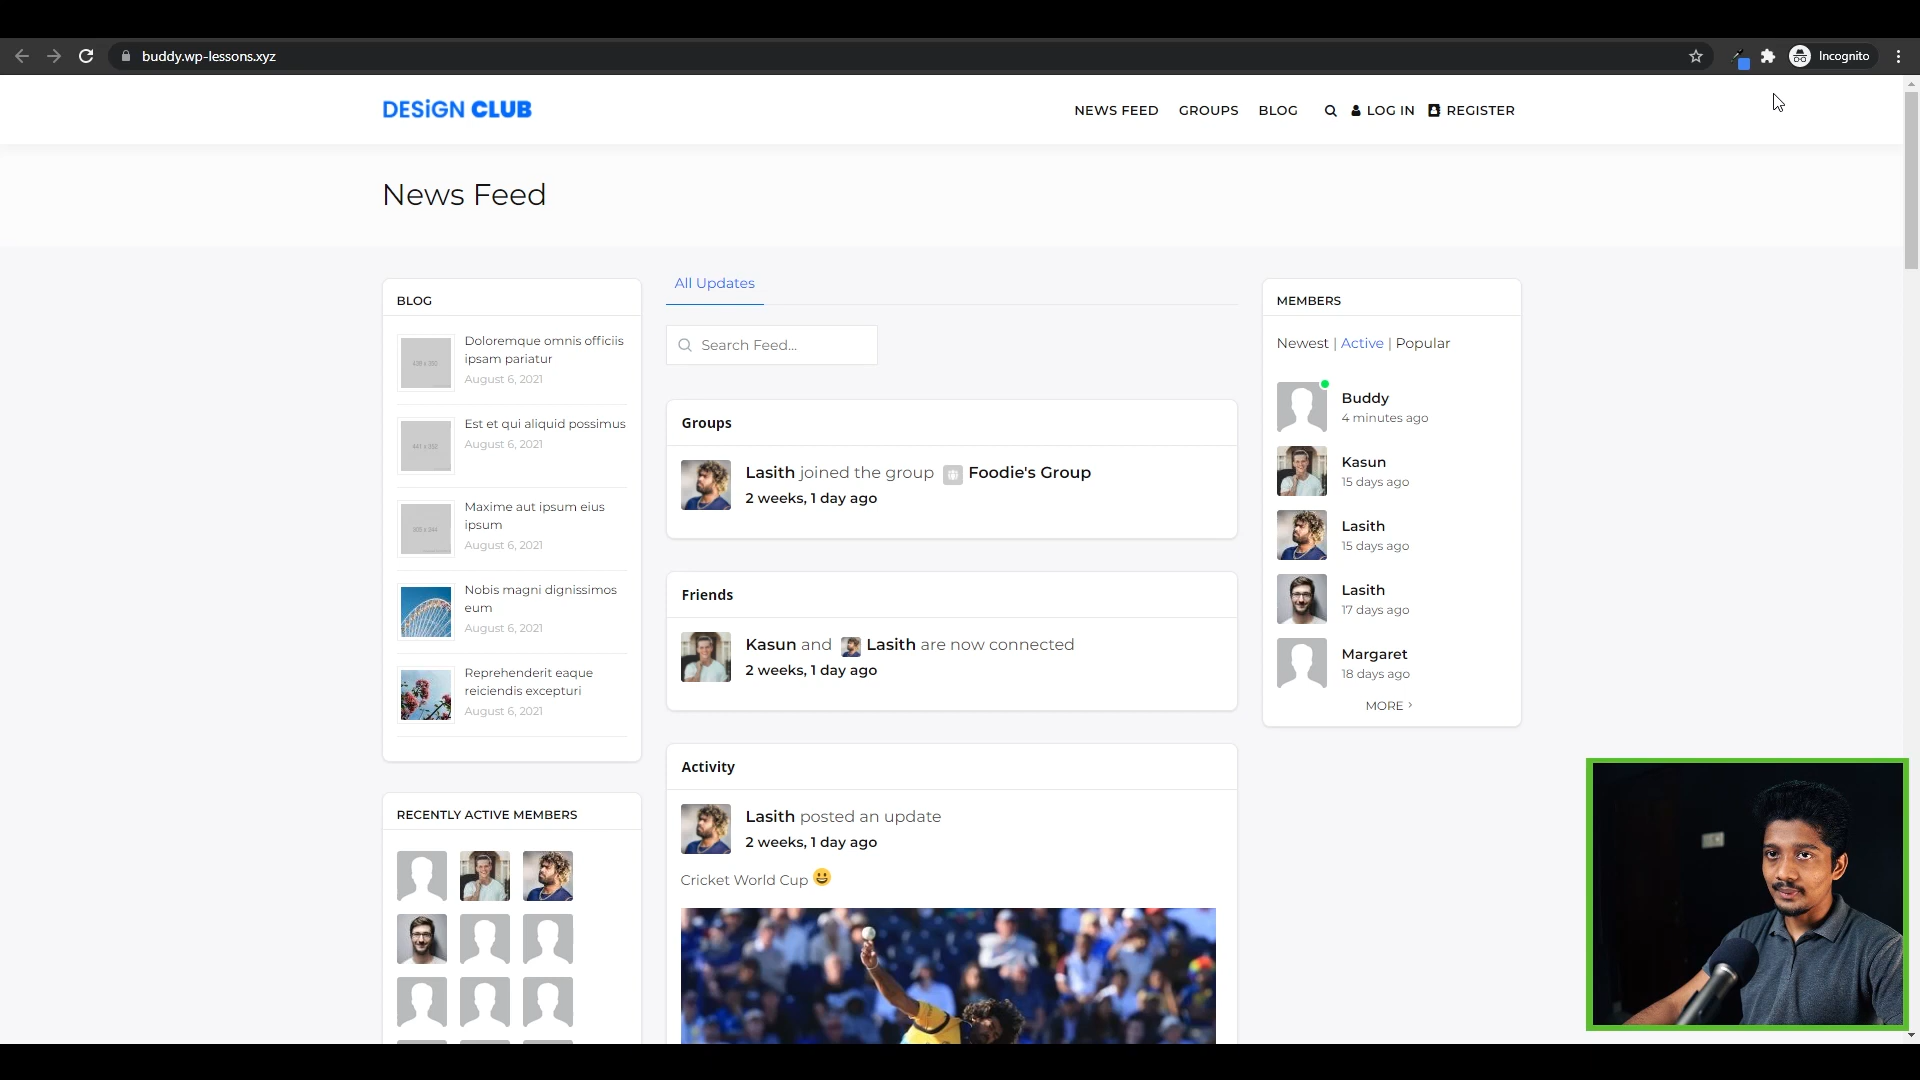 buddy.wp-lessons.xyz
Incognito
DESiGN CLUB
NEWS FEED
GROUPS
BLOG
LOG IN
REGISTER
News Feed
BLOG
Doloremque omnis officiis
ipsam pariatur
August 6, 2021
Est et qui aliquid possimus
August 6, 2021
Maxime aut ipsum eius
ipsum
August 6, 2021
Nobis magni dignissimos
eum
August 6, 2021
Reprehenderit eaque
reiciendis excepturi
August 6, 2021
RECENTLY ACTIVE MEMBERS
All Updates
Search Feed...
Groups
Lasith joined the group Foodie's Group
2 weeks, 1 day ago
Friends
Kasun and Lasith are now connected
2 weeks, 1 day ago
Activity
Lasith posted an update
2 weeks, 1 day ago
Cricket World Cup 😀
MEMBERS
Newest | Active | Popular
Buddy
4 minutes ago
Kasun
15 days ago
Lasith
15 days ago
Lasith
17 days ago
Margaret
18 days ago
MORE ›